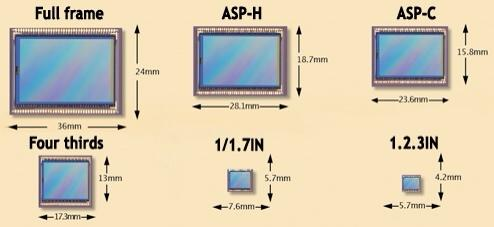 Full frame
ASP-H
ASP-C
24mm
36mm
18.7mm
28.1mm
15.8mm
23.6mm
Four thirds
1/1.7IN
1.2.3IN
13mm
17.3mm
5.7mm
7.6mm
4.2mm
5.7mm